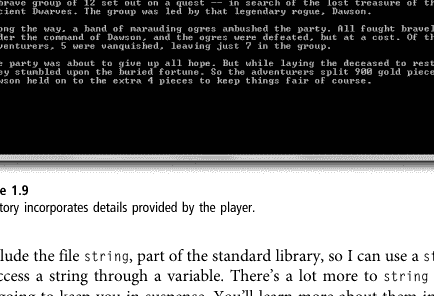 brave group of 12 set out on a quest -- in search of the lost treasure of th
cient Dwarves. The group was led by that legendary rogue, Dawson.
ong the way, a band of marauding ogres ambushed the party. All fought bravel
der the command of Dawson, and the ogres were defeated, but at a cost. Of th
venturers, 5 were vanquished, leaving just 7 in the group.
e party was about to give up all hope. But while laying the deceased to rest
ey stumbled upon the buried fortune. So the adventurers split 900 gold piece
wson held on to the extra 4 pieces to keep things fair of course.
e 1.9
tory incorporates details provided by the player.
lude the file string, part of the standard library, so I can use a st
ccess a string through a variable. There's a lot more to string
going to keep you in suspense. You'll learn more about them in